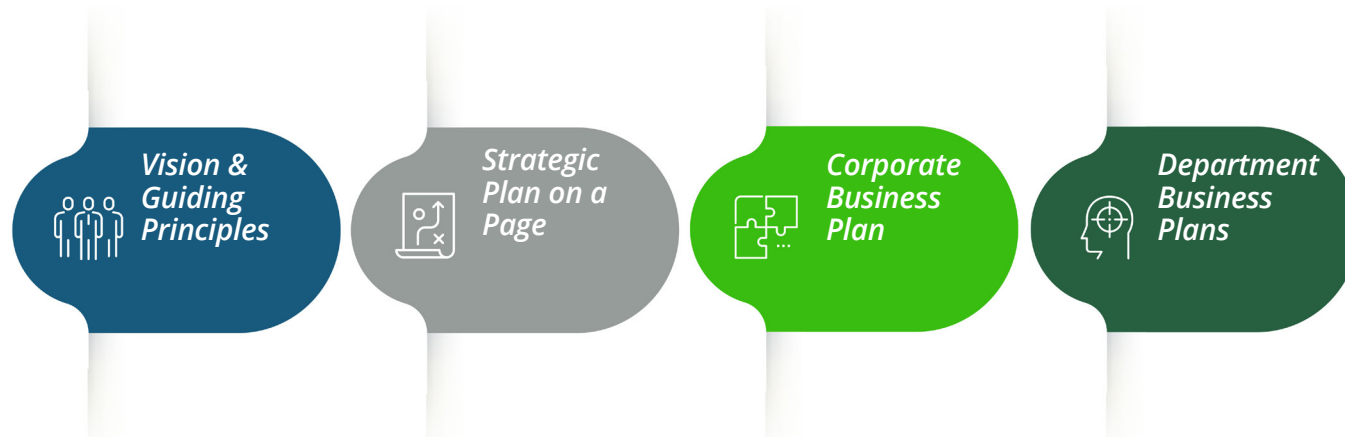 Vision &
Guiding
Principles
Strategic
Plan on a
Page
Corporate
Business
Plan
Department
Business
Plans